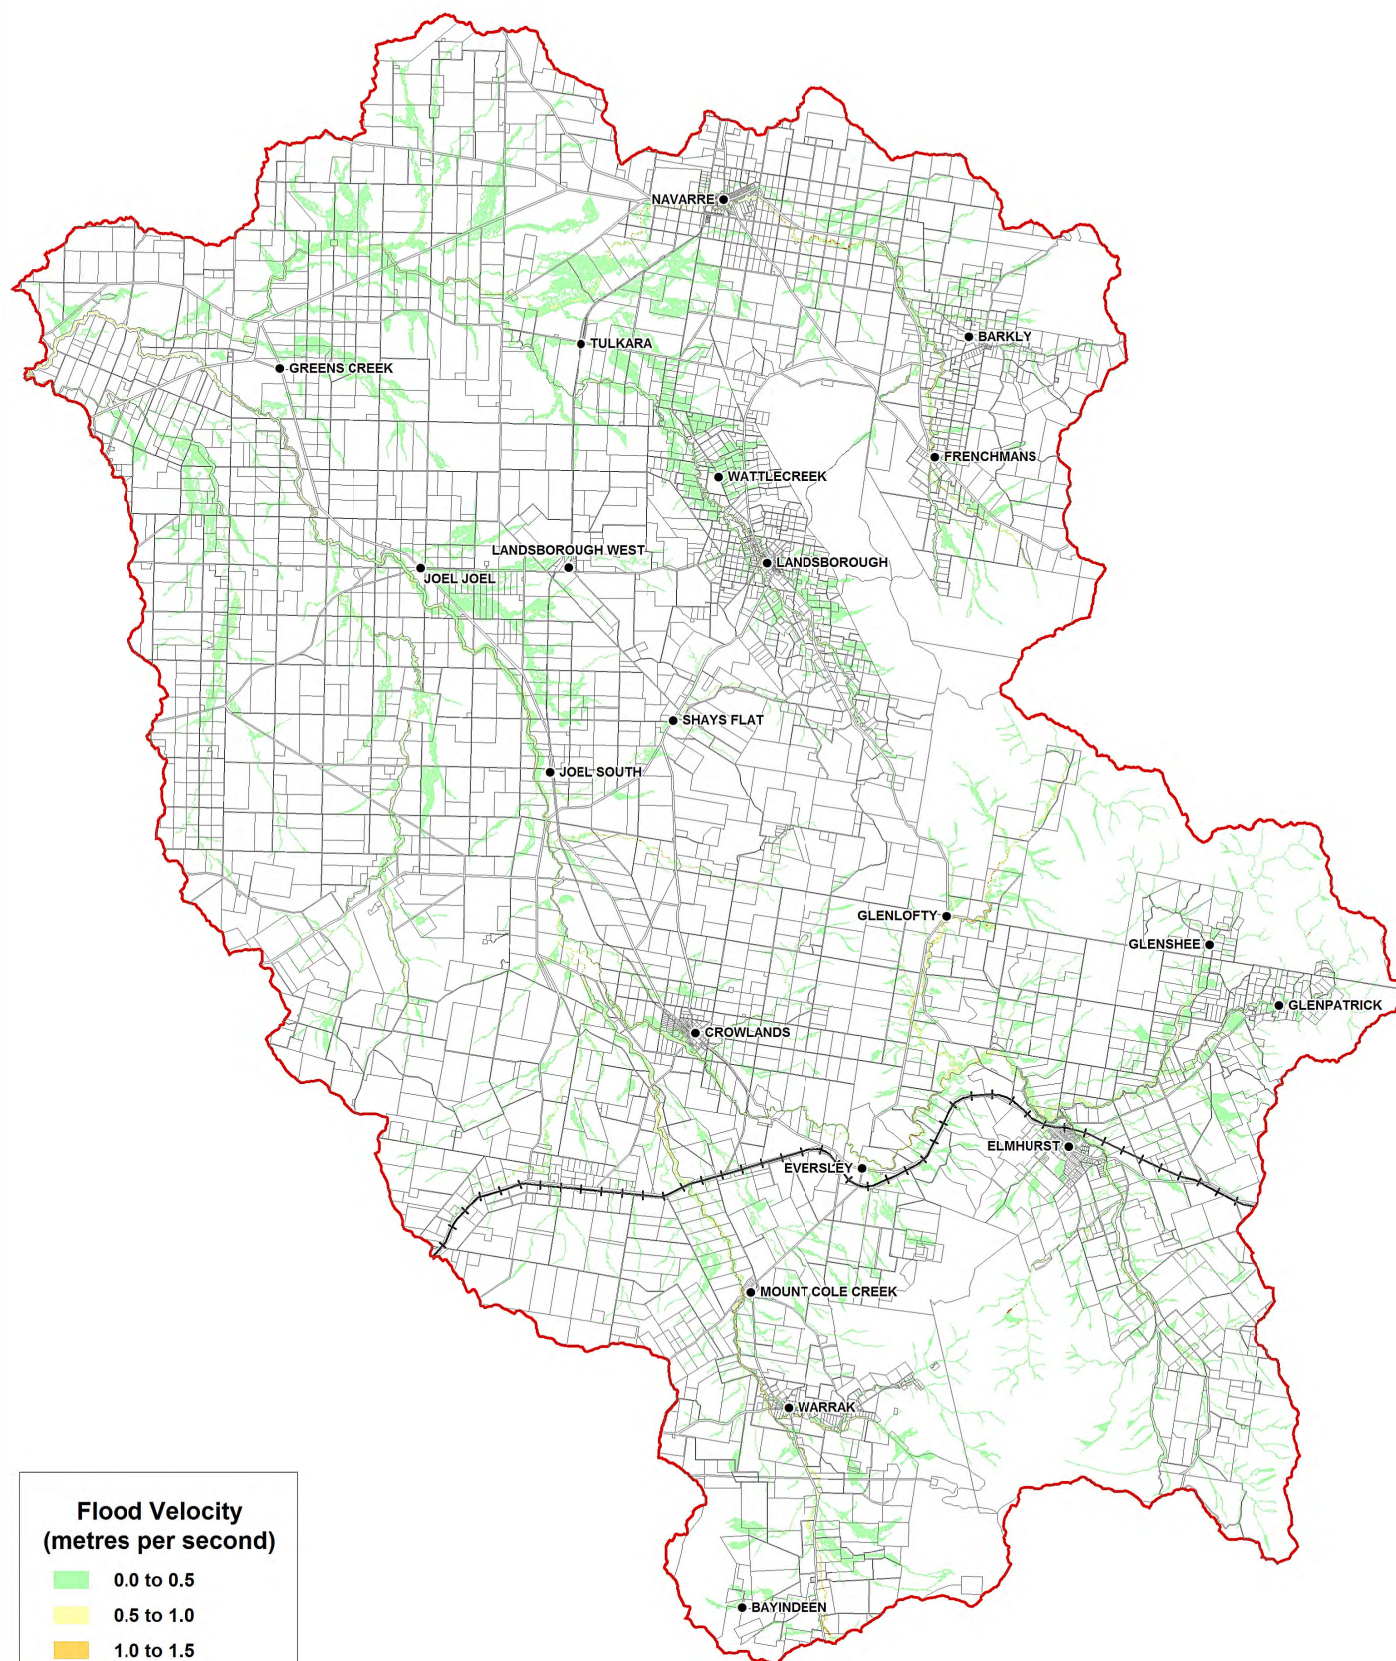 NAVARRE
BARKLY
TULKARA
GREENS CREEK
FRENCHMANS
WATTLECREEK
LANDSBOROUGH WEST
LANDSBOROUGH
JOEL JOEL
SHAYS FLAT
JOEL SOUTH
GLENLOFTY
GLENSHEE
GLENPATRICK
CROWLANDS
ELMHURST
EVERSLEY
MOUNT COLE CREEK
WARRAK
BAYINDEEN
Flood Velocity
(metres per second)
0.0 to 0.5
0.5 to 1.0
1.0 to 1.5